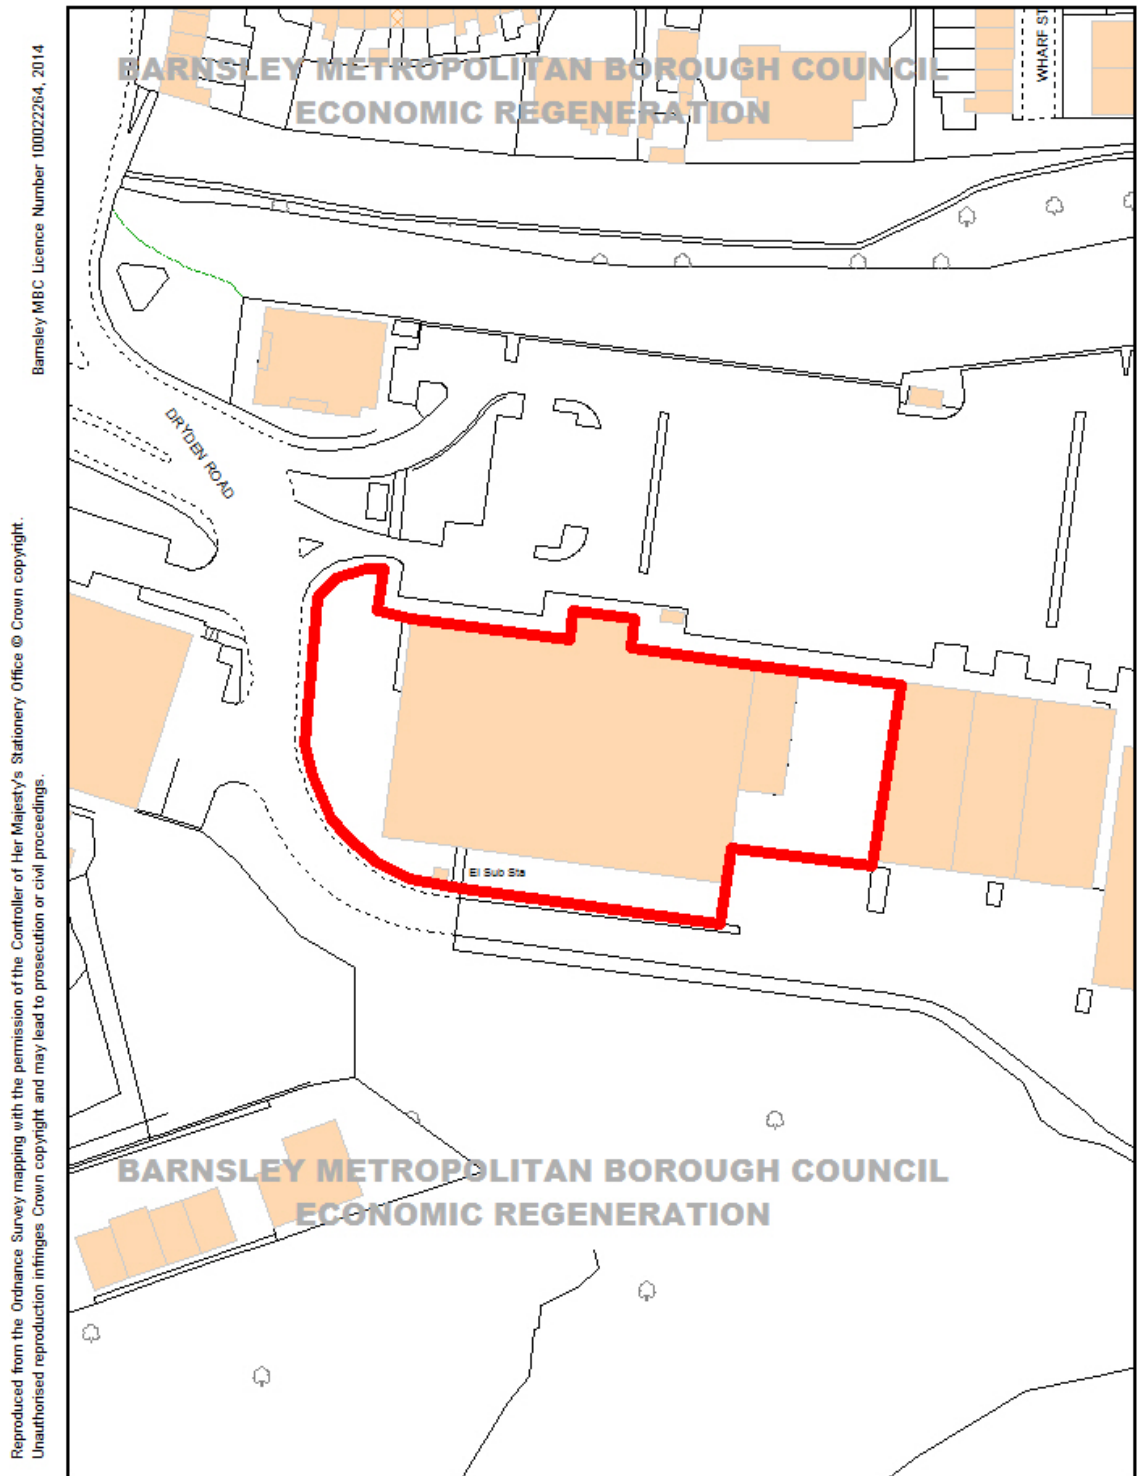 BARNSLEY METROPOLITAN BOROUGH COUNCIL
ECONOMIC REGENERATION
WHARF ST
DRYDEN ROAD
El Sub Sta
BARNSLEY METROPOLITAN BOROUGH COUNCIL
ECONOMIC REGENERATION
Barnsley MBC Licence Number 100022264, 2014
Reproduced from the Ordnance Survey mapping with the permission of the Controller of Her Majesty's Stationery Office © Crown copyright.
Unauthorised reproduction infringes Crown copyright and may lead to prosecution or civil proceedings.